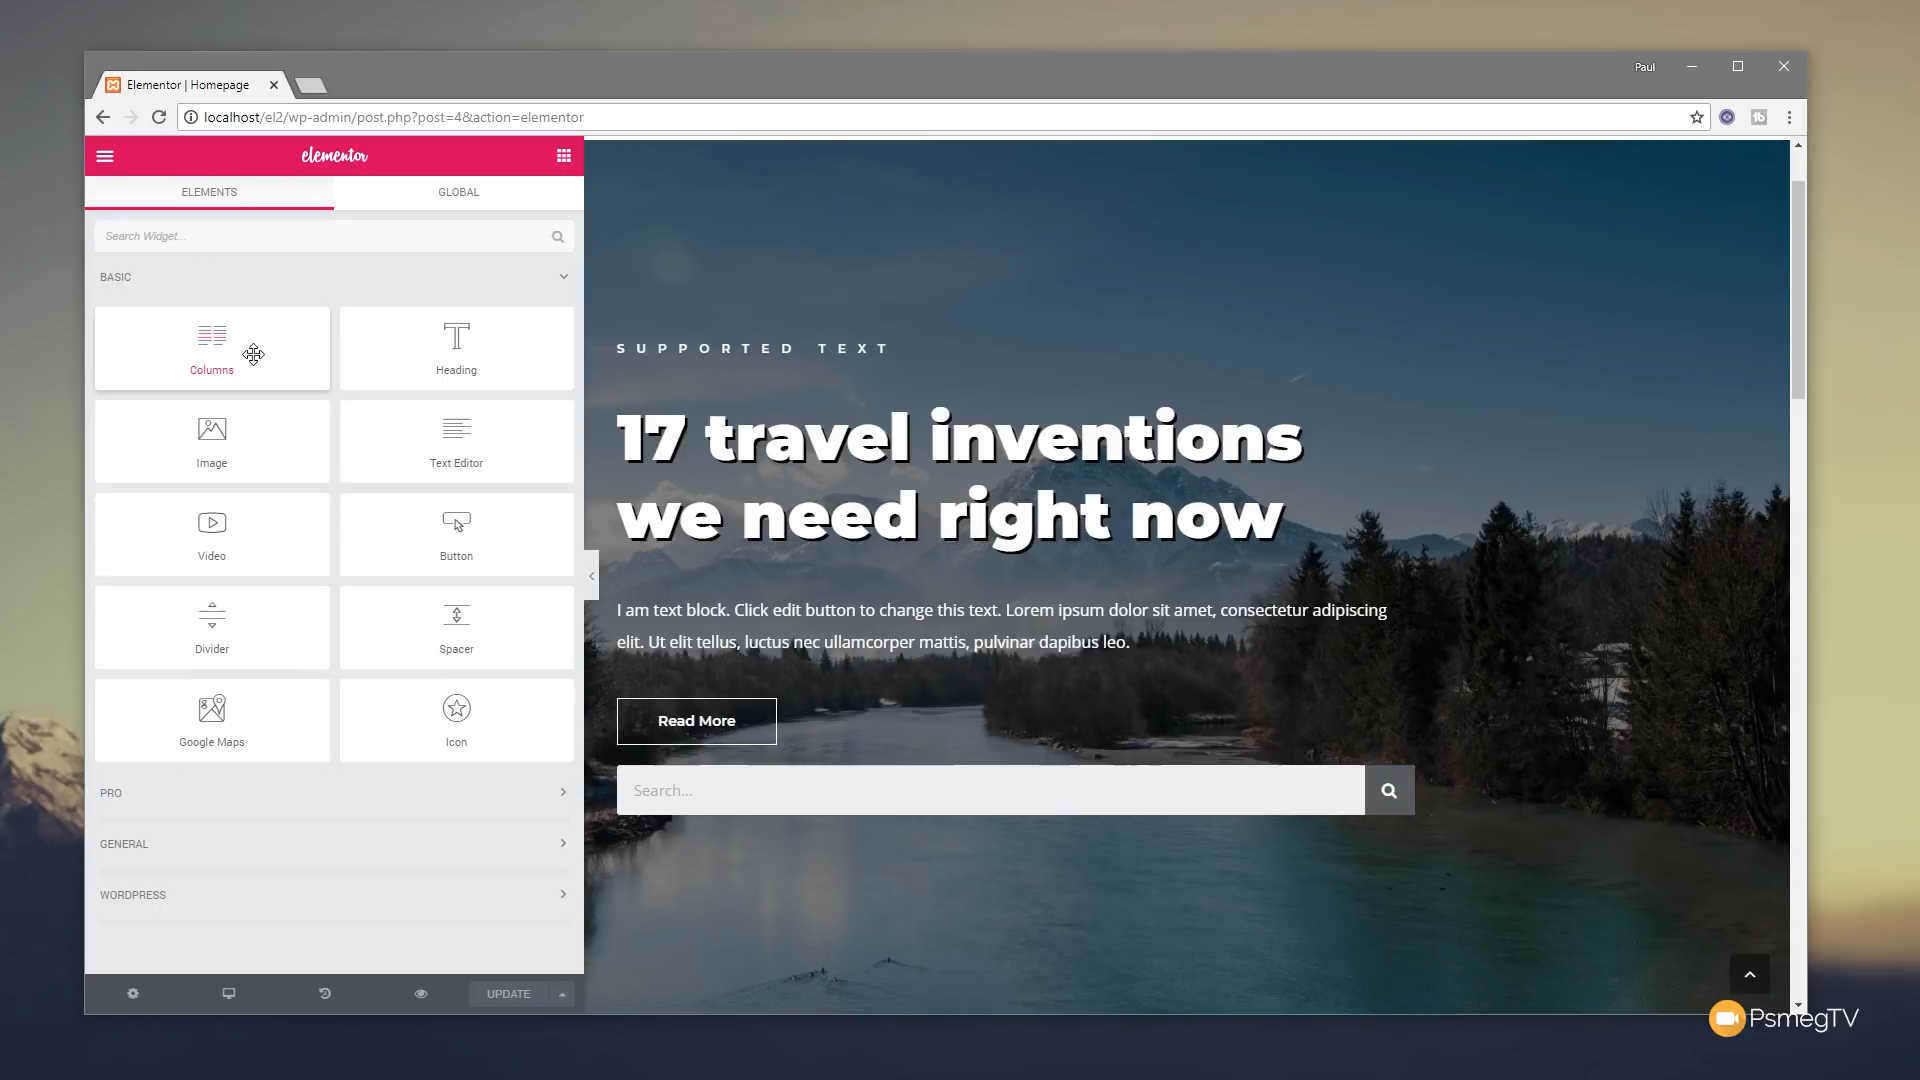 Paul
Elementor | Homepage
localhost/el2/wp-admin/post.php?post=4&action=elementor
elementor
ELEMENTS
GLOBAL
Search Widget...
BASIC
Columns
Heading
Image
Text Editor
Video
Button
Divider
Spacer
Google Maps
Icon
PRO
GENERAL
WORDPRESS
UPDATE
SUPPORTED TEXT
17 travel inventions
we need right now
I am text block. Click edit button to change this text. Lorem ipsum dolor sit amet, consectetur adipiscing
elit. Ut elit tellus, luctus nec ullamcorper mattis, pulvinar dapibus leo.
Read More
Search...
PsmegTV